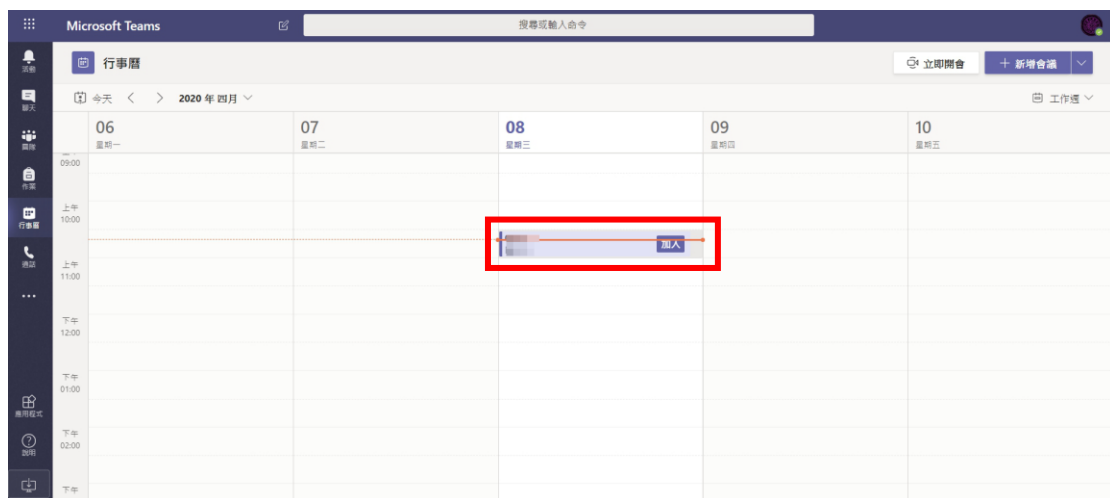 Microsoft Teams
搜尋或輸入命令
活動
行事曆
立即開會
+ 新增會議
聊天
今天 < > 2020 年 四月
工作週
團隊
06
星期一
07
星期二
08
星期三
09
星期四
10
星期五
09:00
作業
上午
10:00
行事曆
加入
通話
上午
11:00
...
下午
12:00
下午
01:00
應用程式
下午
02:00
說明
下午